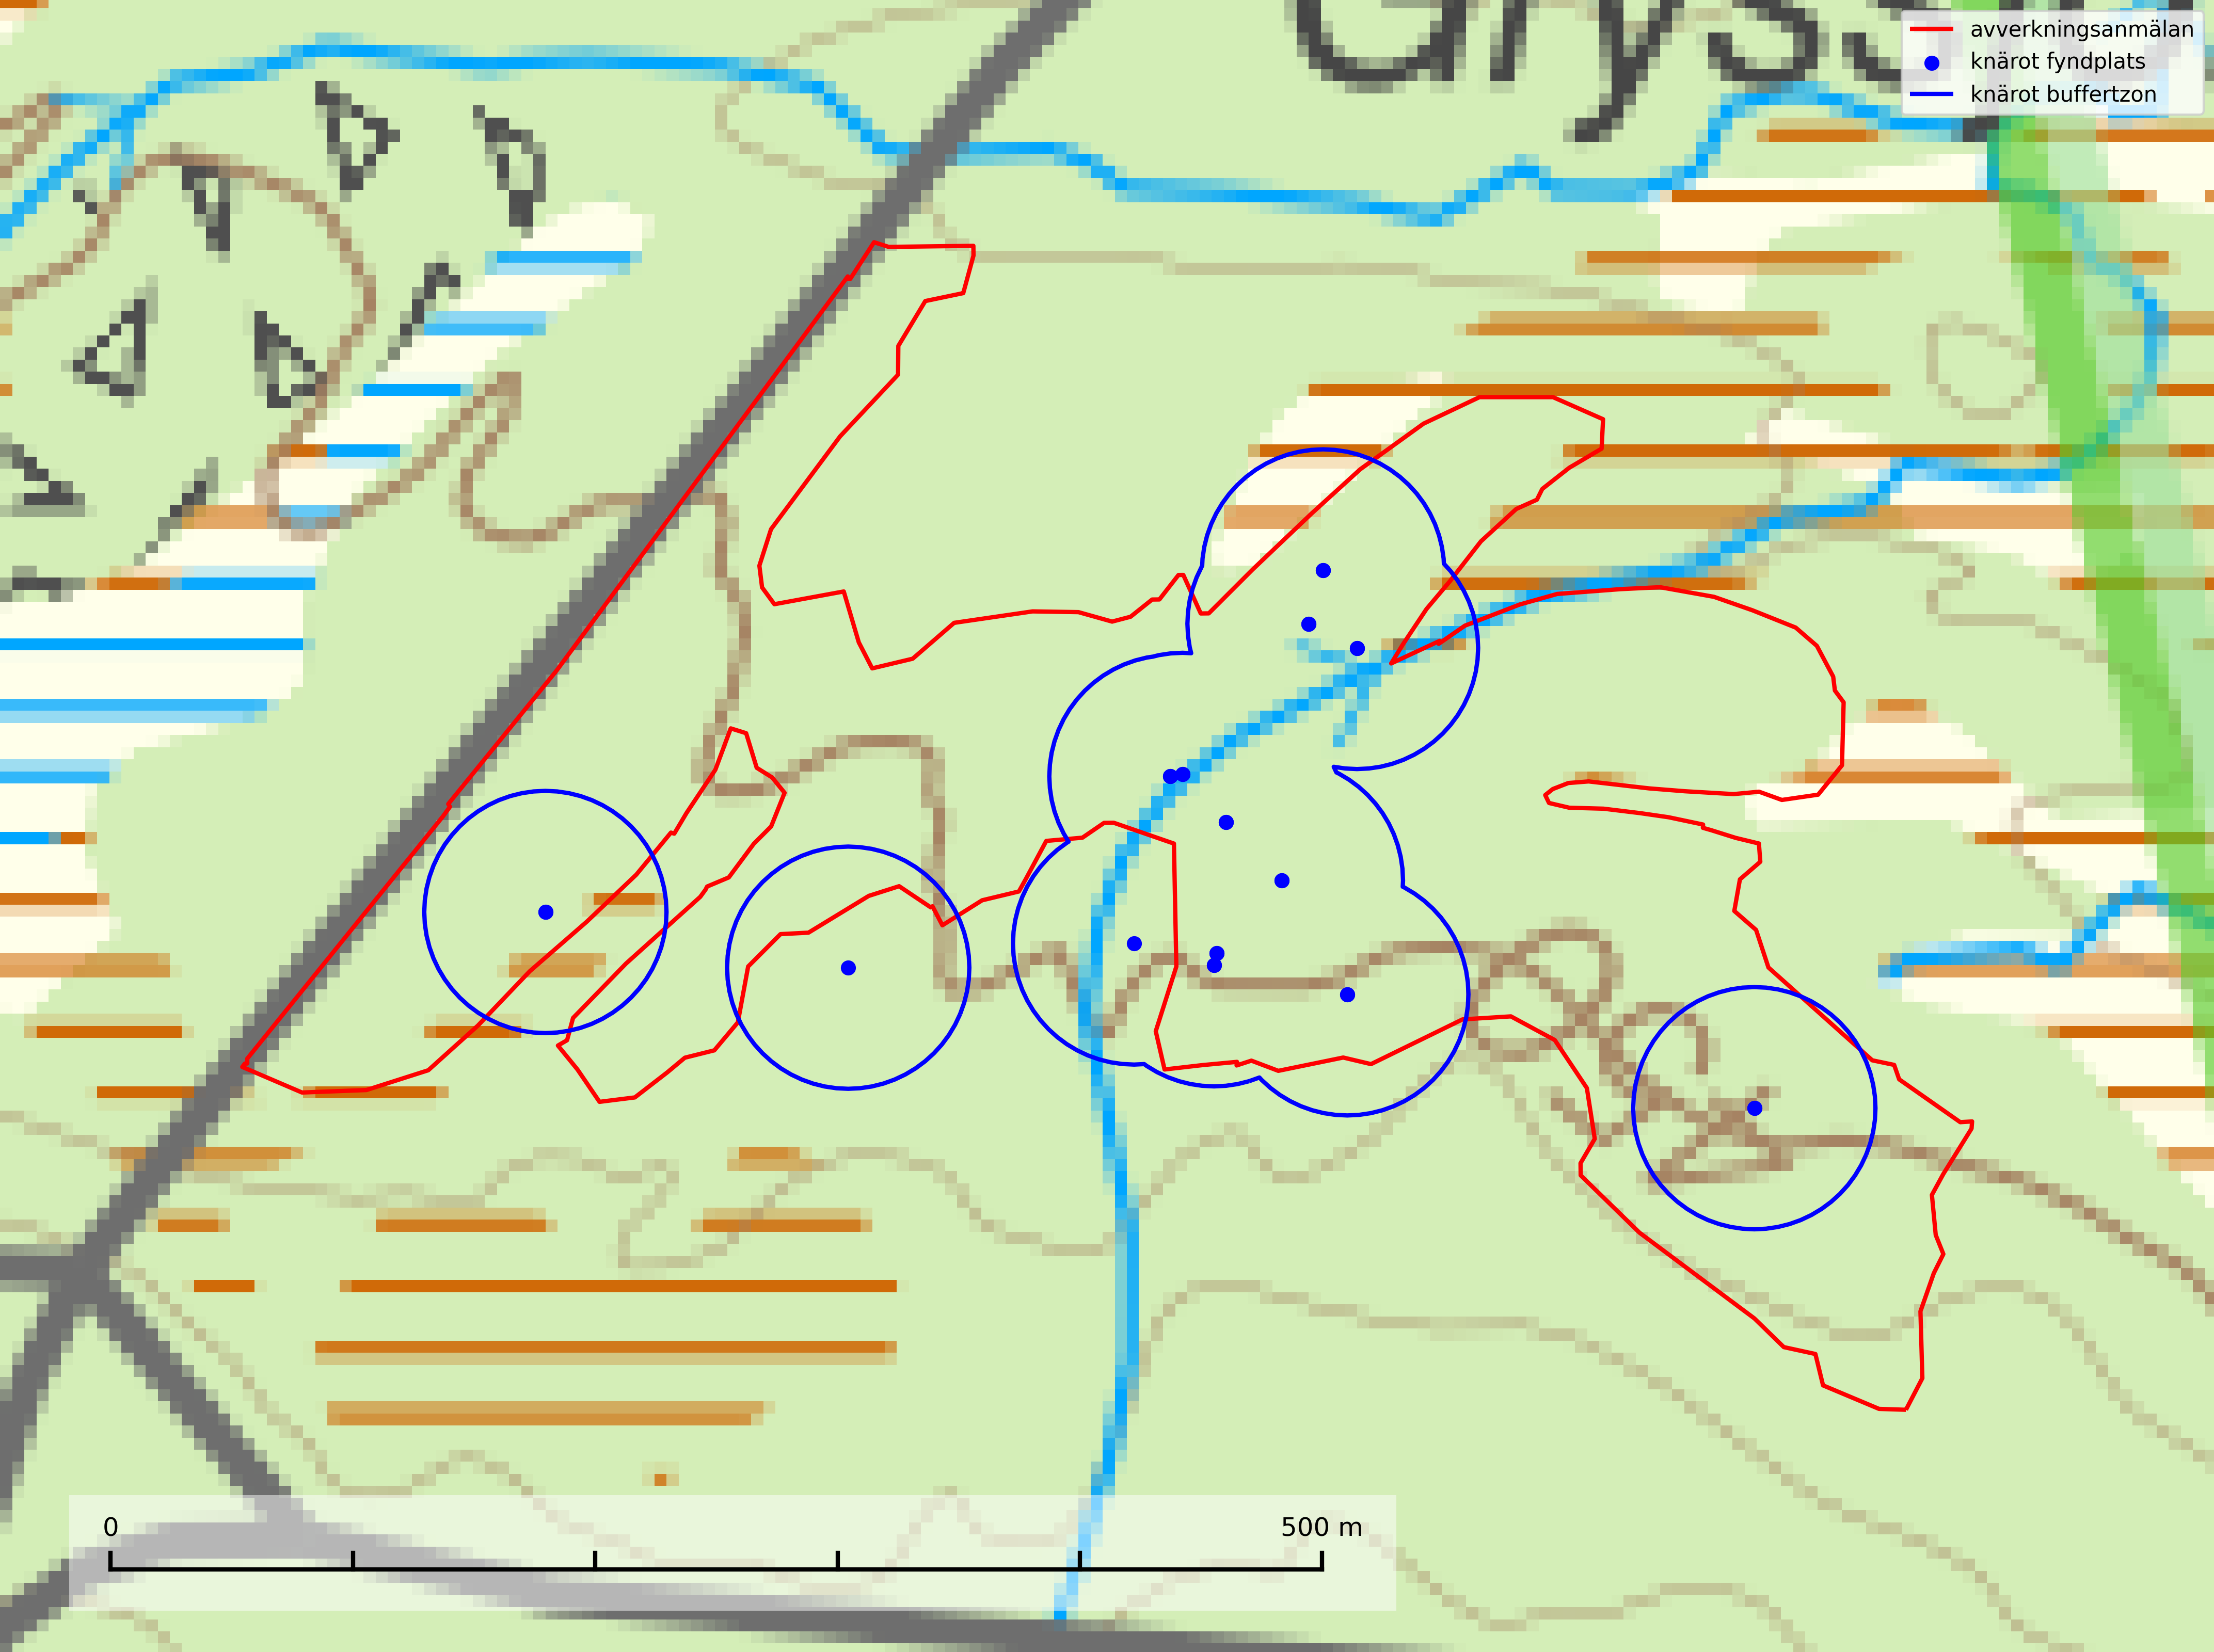 avverkningsanmälan
knärot fyndplats
knärot buffertzon
0
500 m